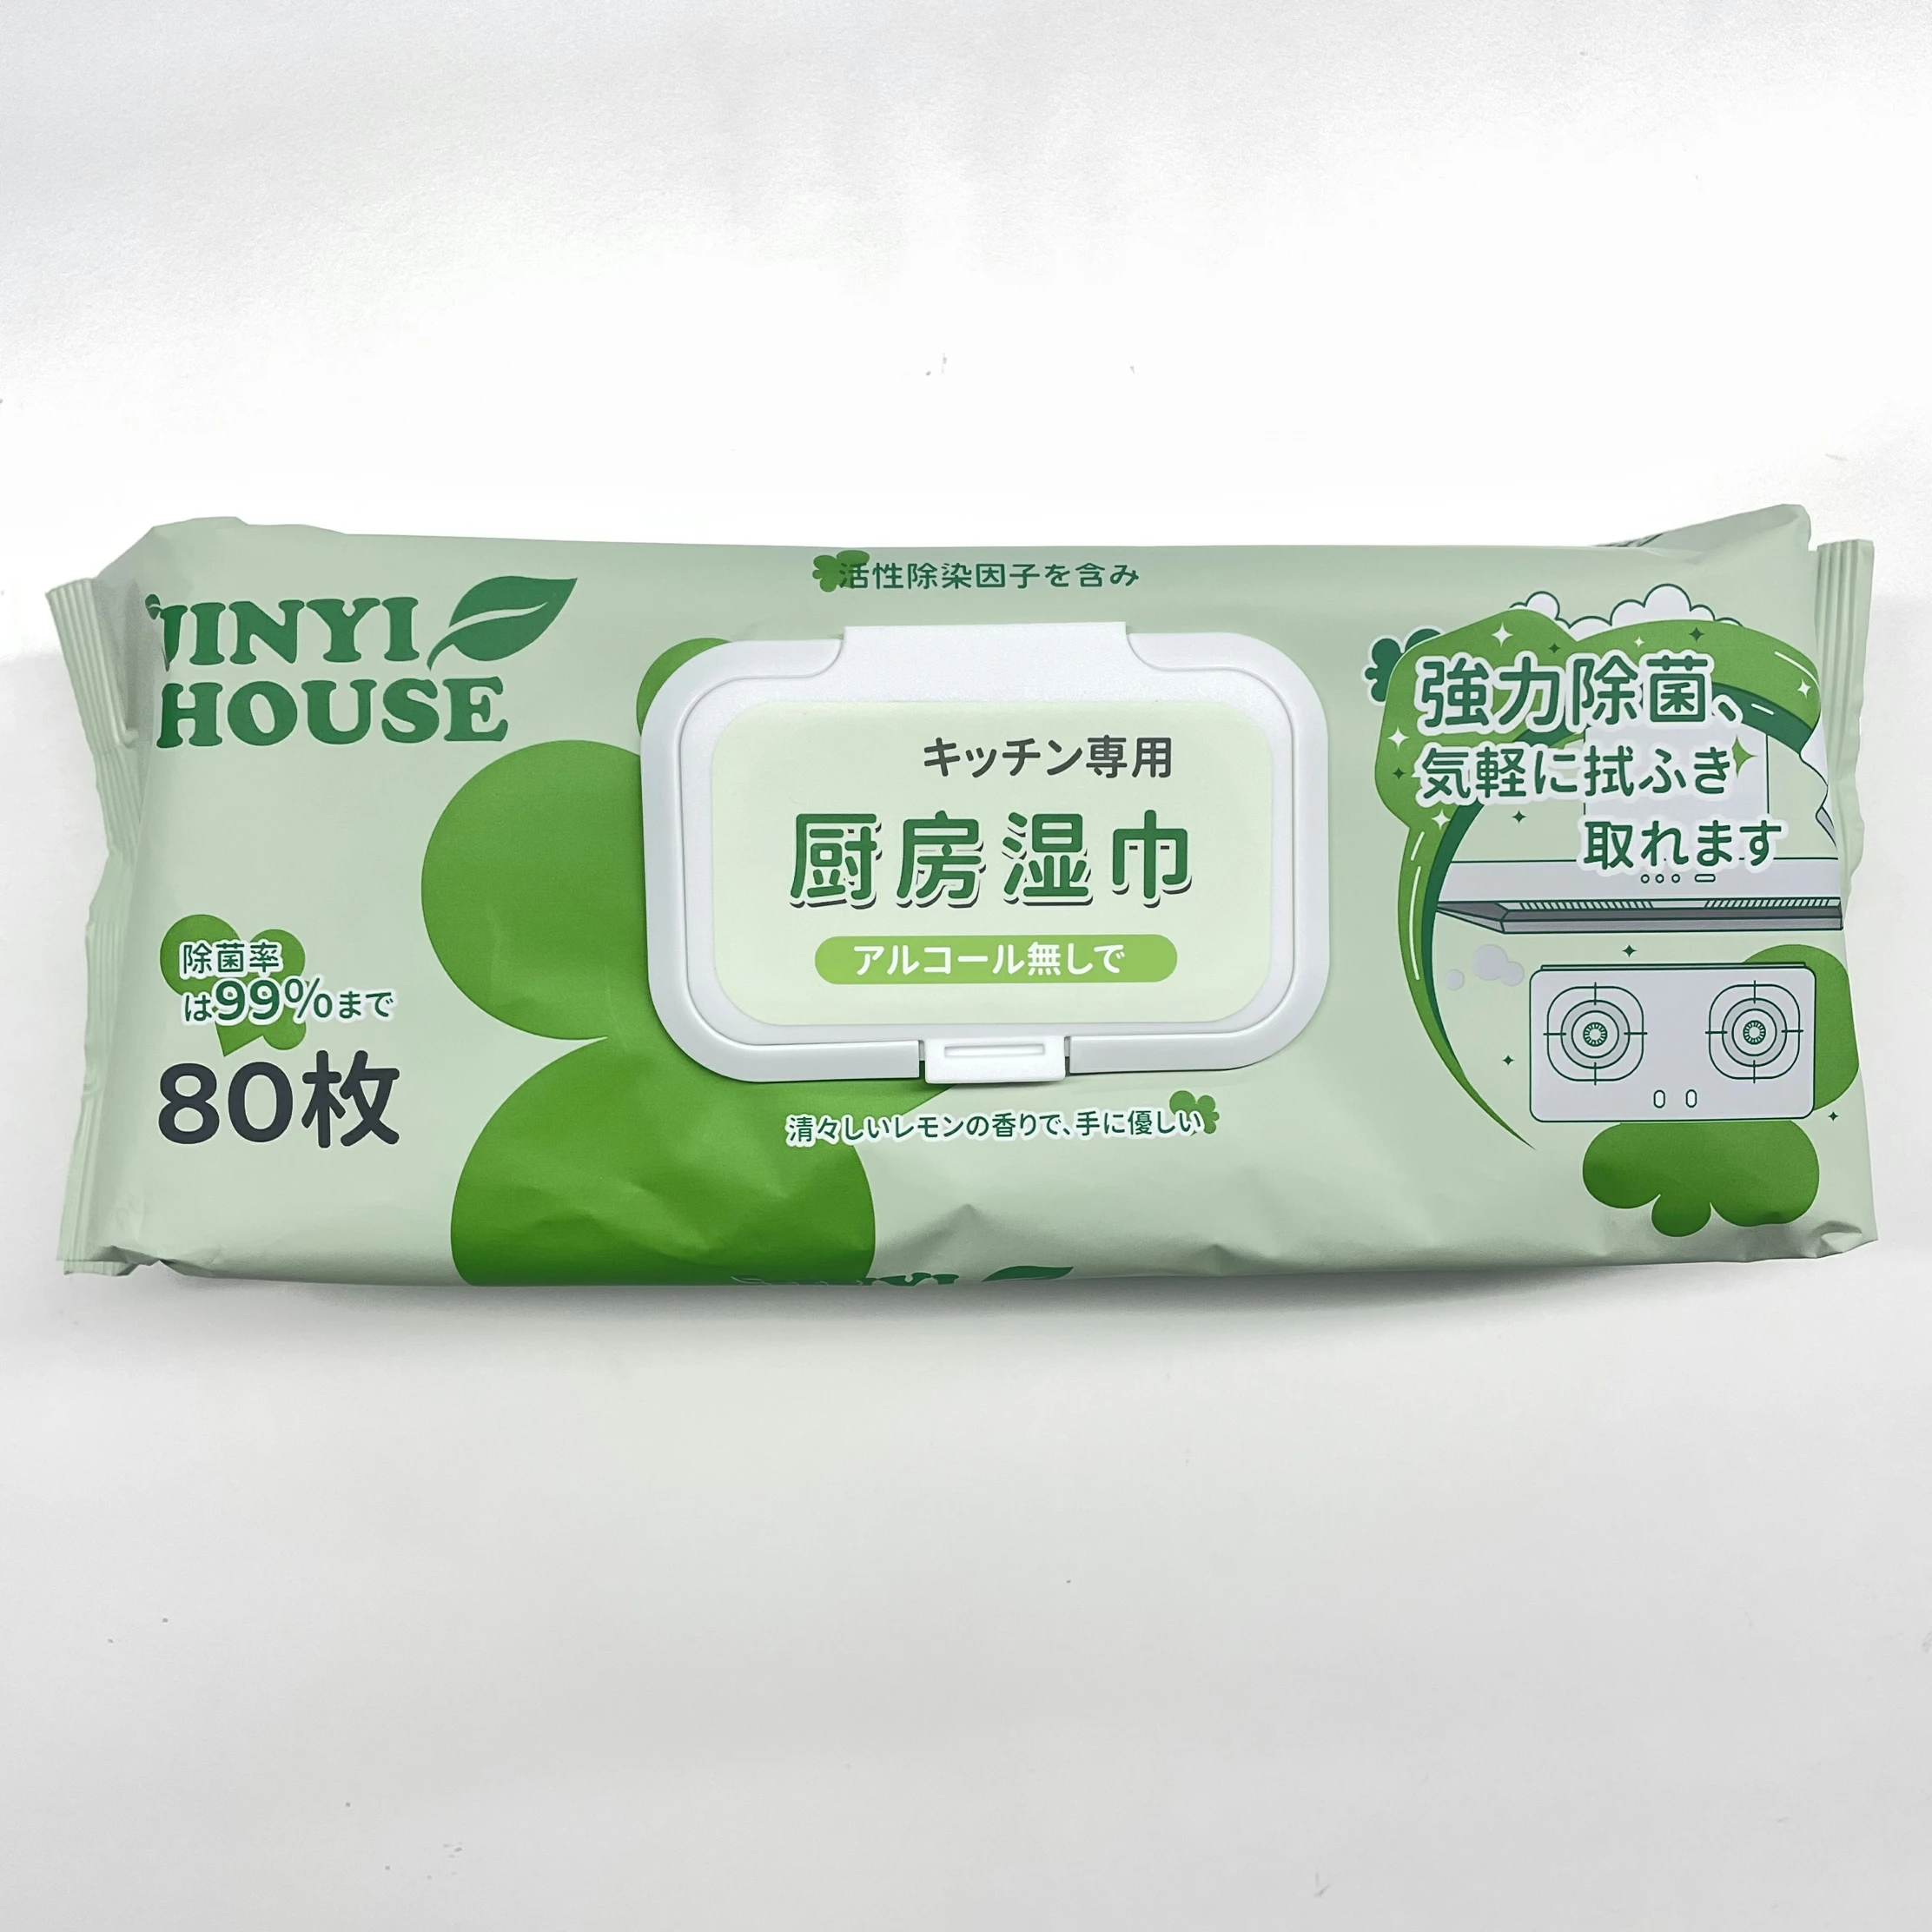 JINYI
HOUSE
活性除染因子を含み
キッチン専用
厨房湿巾
アルコール無しで
強力除菌、
気軽に拭ふき
取れます
除菌率
は99%まで
80枚
清々しいレモンの香りで、手に優しい
JINYI